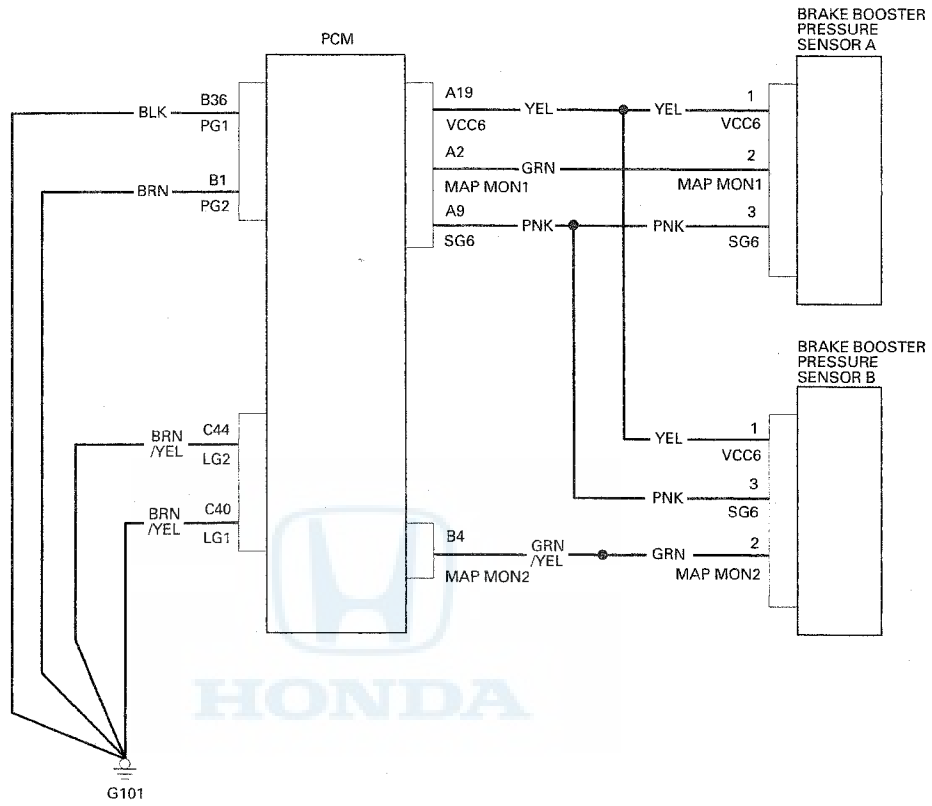 BRAKE BOOSTER
PRESSURE
SENSOR A
PCM
B36
BLK
PG1
B1
BRN
PG2
A19
YEL
YEL
1
VCC6
VCC6
A2
GRN
2
MAP MON1
MAP MON1
A9
PNK
PNK
3
SG6
SG6
BRAKE BOOSTER
PRESSURE
SENSOR B
C44
BRN
/YEL
LG2
C40
BRN
/YEL
LG1
YEL
1
VCC6
PNK
3
SG6
B4
GRN
/YEL
GRN
2
MAP MON2
MAP MON2
HONDA
G101